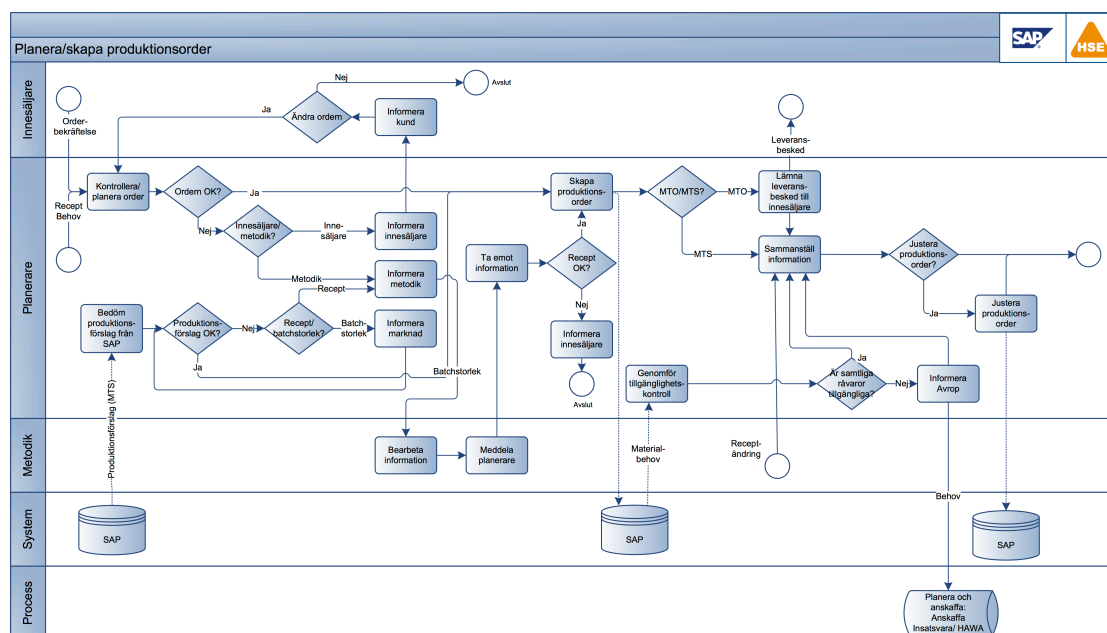 Planera/skapa produktionsorder
SAP
HSE
Innesäljare
Order-
bekräftelse
Nej
Avslut
Ja
Ändra ordern
Informera
kund
Leverans-
besked
Planerare
Recept
Behov
Kontrollera/
planera order
Ordern OK?
Ja
Nej
Innesäljare/
metodik?
Inne-
säljare
Informera
innesäljare
Metodik
Recept
Informera
metodik
Bedöm
produktions-
förslag från
SAP
Produktions-
förslag OK?
Nej
Ja
Recept/
batchstorlek?
Batch-
storlek
Informera
marknad
Batchstorlek
Ta emot
information
Skapa
produktions-
order
Ja
Recept
OK?
Nej
Informera
innesäljare
Avslut
MTO/MTS?
MTO
MTS
Lämna
leverans-
besked till
innesäljare
Sammanställ
information
Justera
produktions-
order?
Ja
Justera
produktions-
order
Genomför
tillgänglighets-
kontroll
Är samtliga
råvaror
tillgängliga?
Ja
Nej
Informera
Avrop
Metodik
Produktionsförslag (MTS)
Bearbeta
information
Meddela
planerare
Material-
behov
Recept-
ändring
Behov
System
SAP
SAP
SAP
Process
Planera och
anskaffa:
Anskaffa
Insatsvara/ HAWA